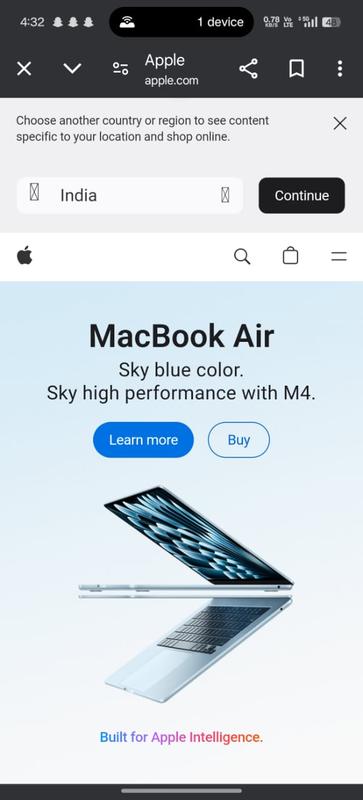 4:32
1 device
0.78 KB/S
Vo LTE
5G
48
Apple
apple.com
Choose another country or region to see content
specific to your location and shop online.
India
Continue
MacBook Air
Sky blue color.
Sky high performance with M4.
Learn more
Buy
Built for Apple Intelligence.